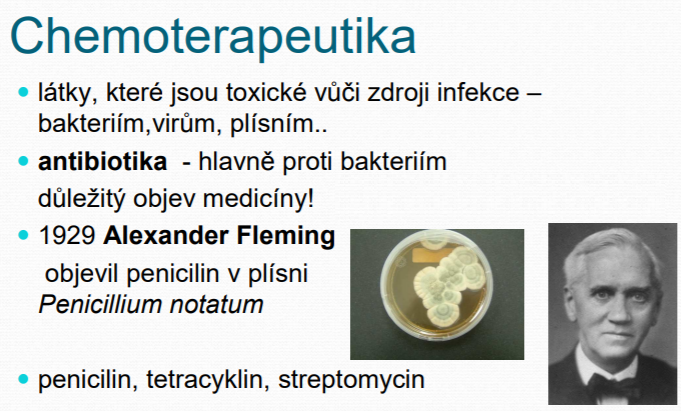 Chemoterapeutika
látky, které jsou toxické vůči zdroji infekce –
bakteriím,virům, plísním..
antibiotika - hlavně proti bakteriím
důležitý objev medicíny!
1929 Alexander Fleming
objevil penicilin v plísni
Penicillium notatum
penicilin, tetracyklin, streptomycin